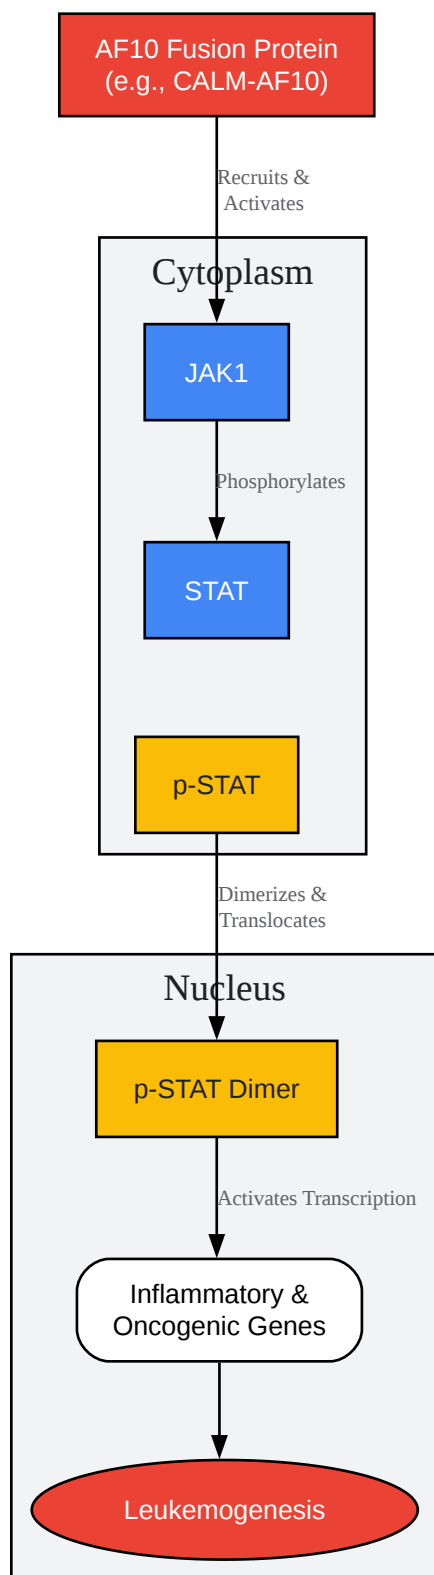 AF10 Fusion Protein
(e.g., CALM-AF10)
Recruits &
Activates
Cytoplasm
JAK1
Phosphorylates
STAT
p-STAT
Dimerizes &
Translocates
Nucleus
p-STAT Dimer
Activates Transcription
Inflammatory &
Oncogenic Genes
Leukemogenesis